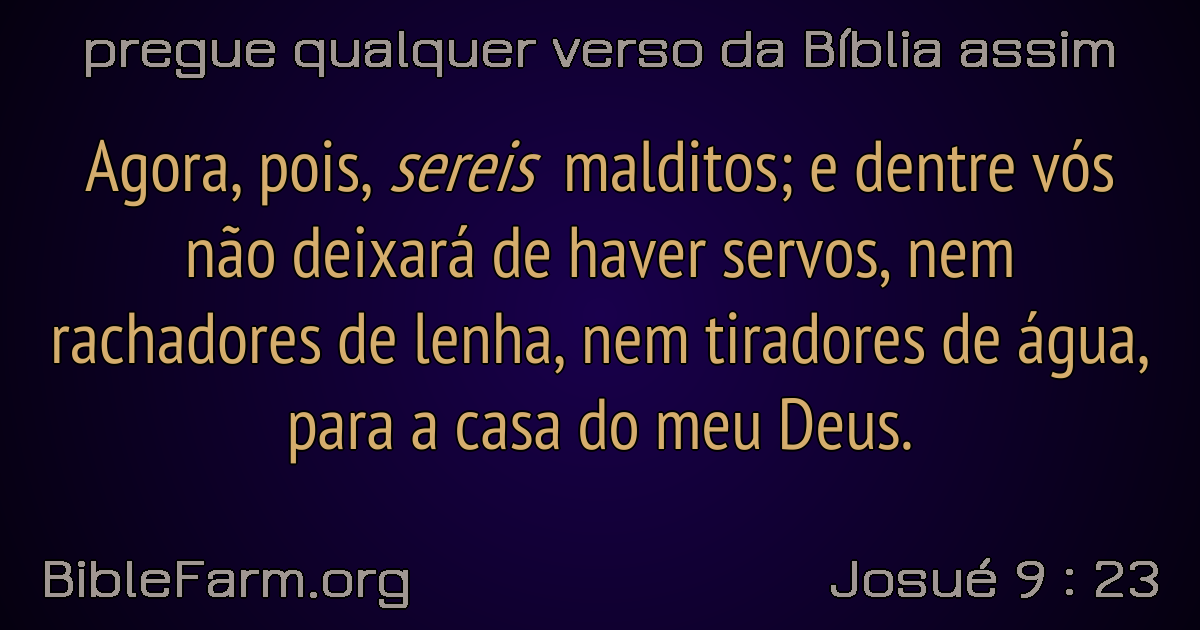 pregue qualquer verso da Bíblia assim
Agora, pois, sereis malditos; e dentre vós
não deixará de haver servos, nem
rachadores de lenha, nem tiradores de água,
para a casa do meu Deus.
BibleFarm.org
Josué 9 : 23